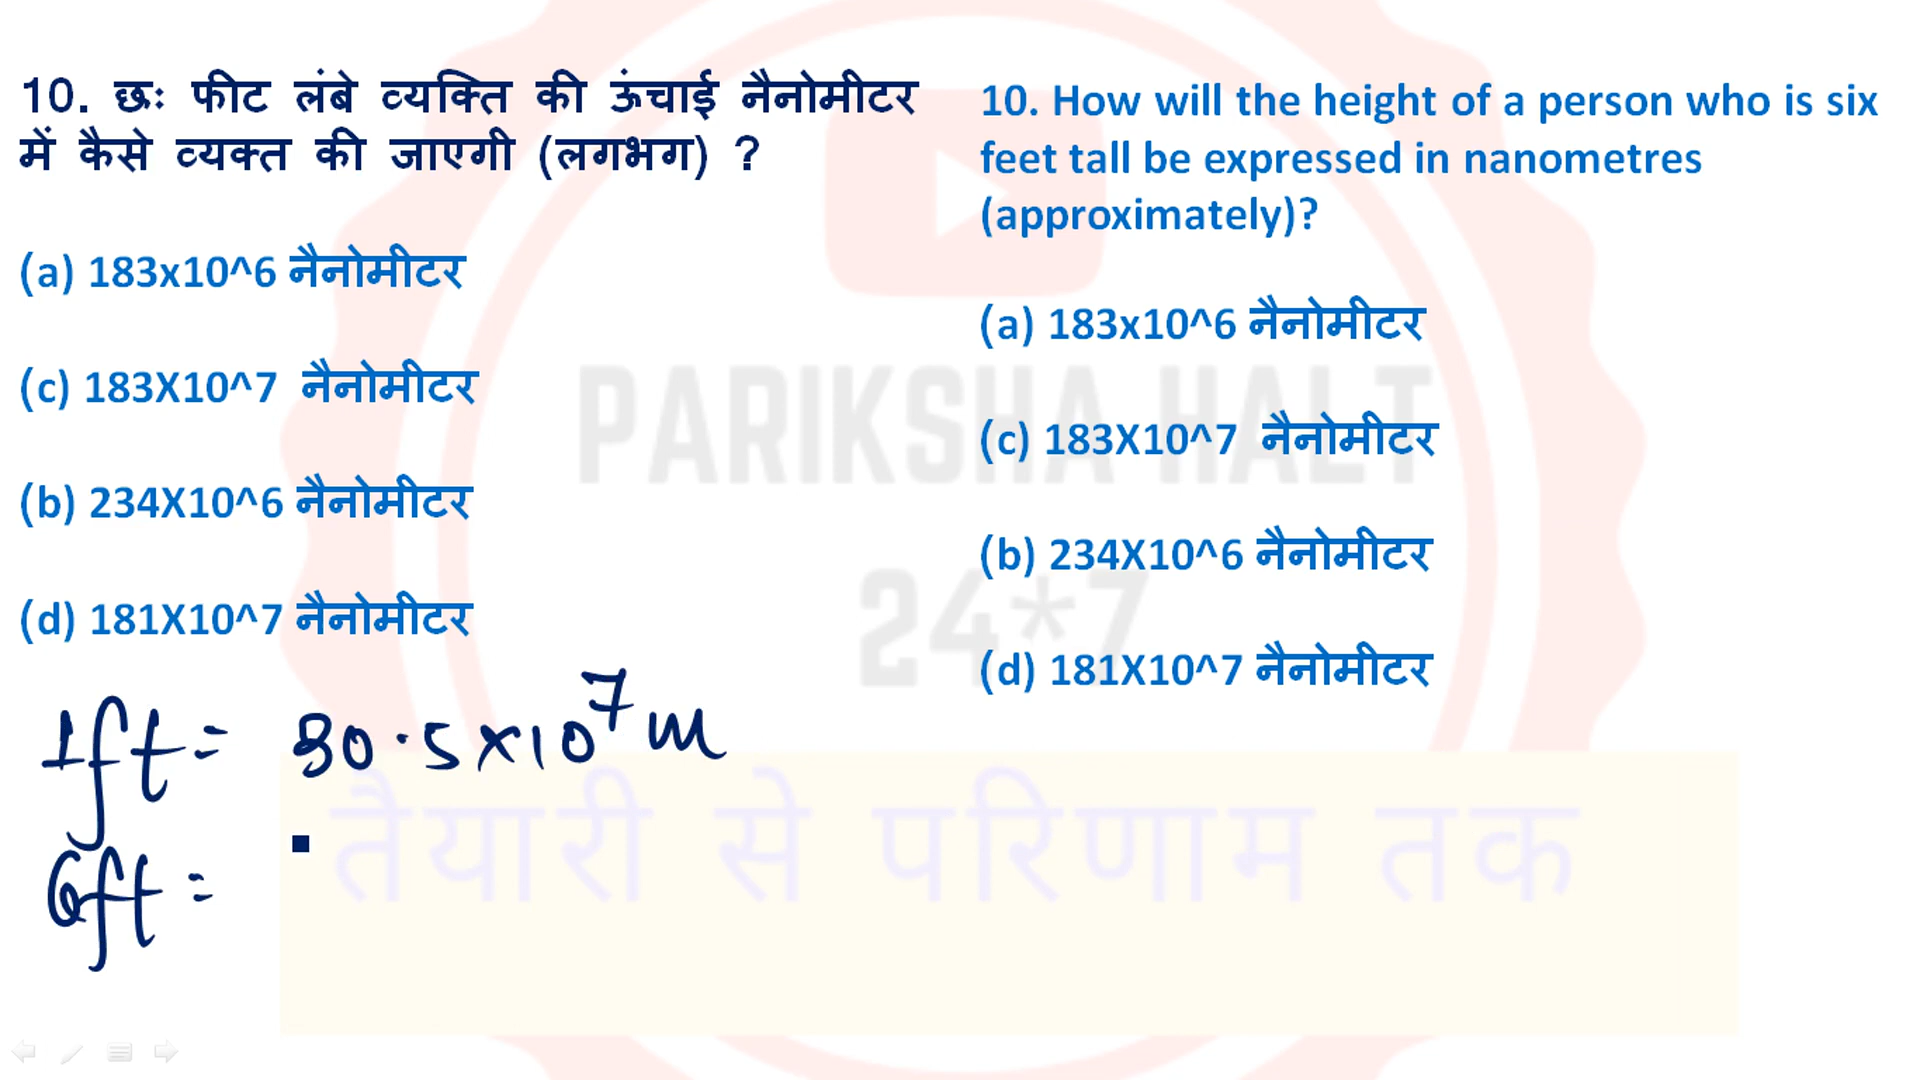 10. छः फीट लंबे व्यक्ति की ऊंचाई नैनोमीटर
में कैसे व्यक्त की जाएगी (लगभग) ?
(a) 183x10^6 नैनोमीटर
(c) 183X10^7 नैनोमीटर
(b) 234X10^6 नैनोमीटर
(d) 181X10^7 नैनोमीटर
1ft = 30.5x10^7 m
6ft =
10. How will the height of a person who is six
feet tall be expressed in nanometres
(approximately)?
(a) 183x10^6 नैनोमीटर
(c) 183X10^7 नैनोमीटर
(b) 234X10^6 नैनोमीटर
(d) 181X10^7 नैनोमीटर
PARIKSHA HALT
24*7
तैयारी से परिणाम तक